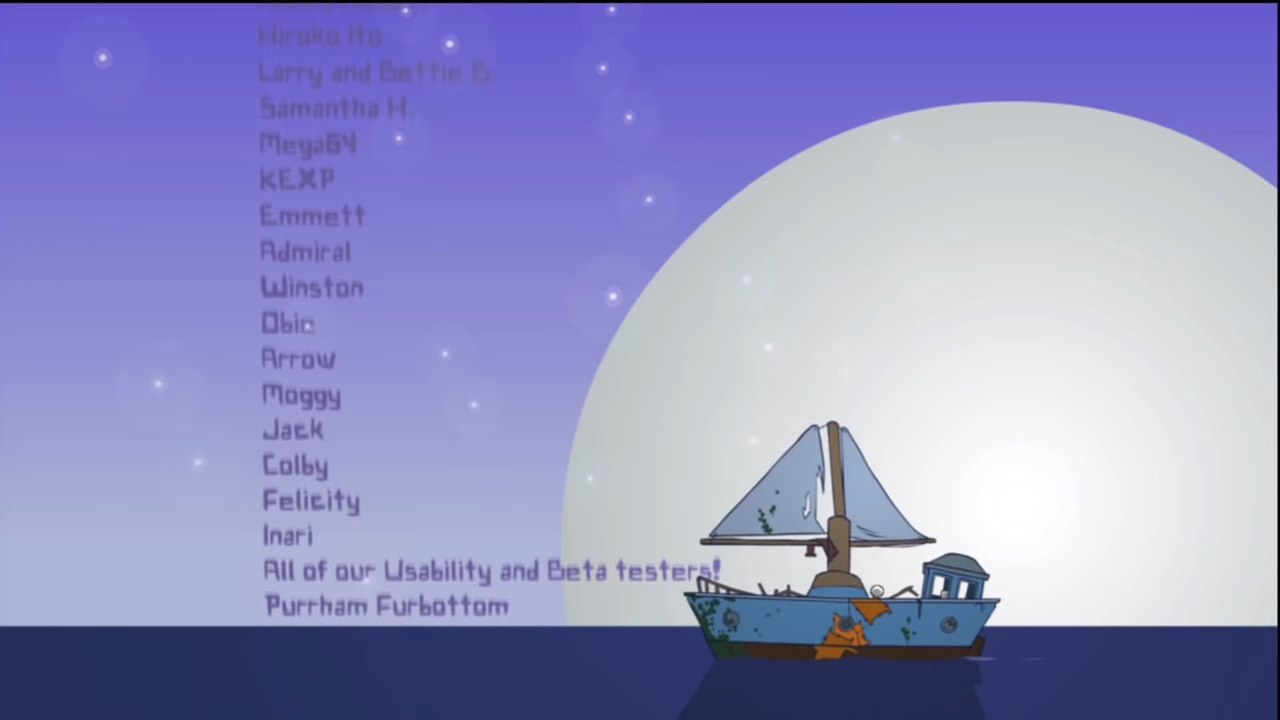 Hiroko Ito
Larry and Bettie B.
Samantha H.
Mega64
KEXP
Emmett
Admiral
Winston
Obie
Arrow
Moggy
Jack
Colby
Felicity
Inari
All of our Usability and Beta testers!
Purrham Furbottom